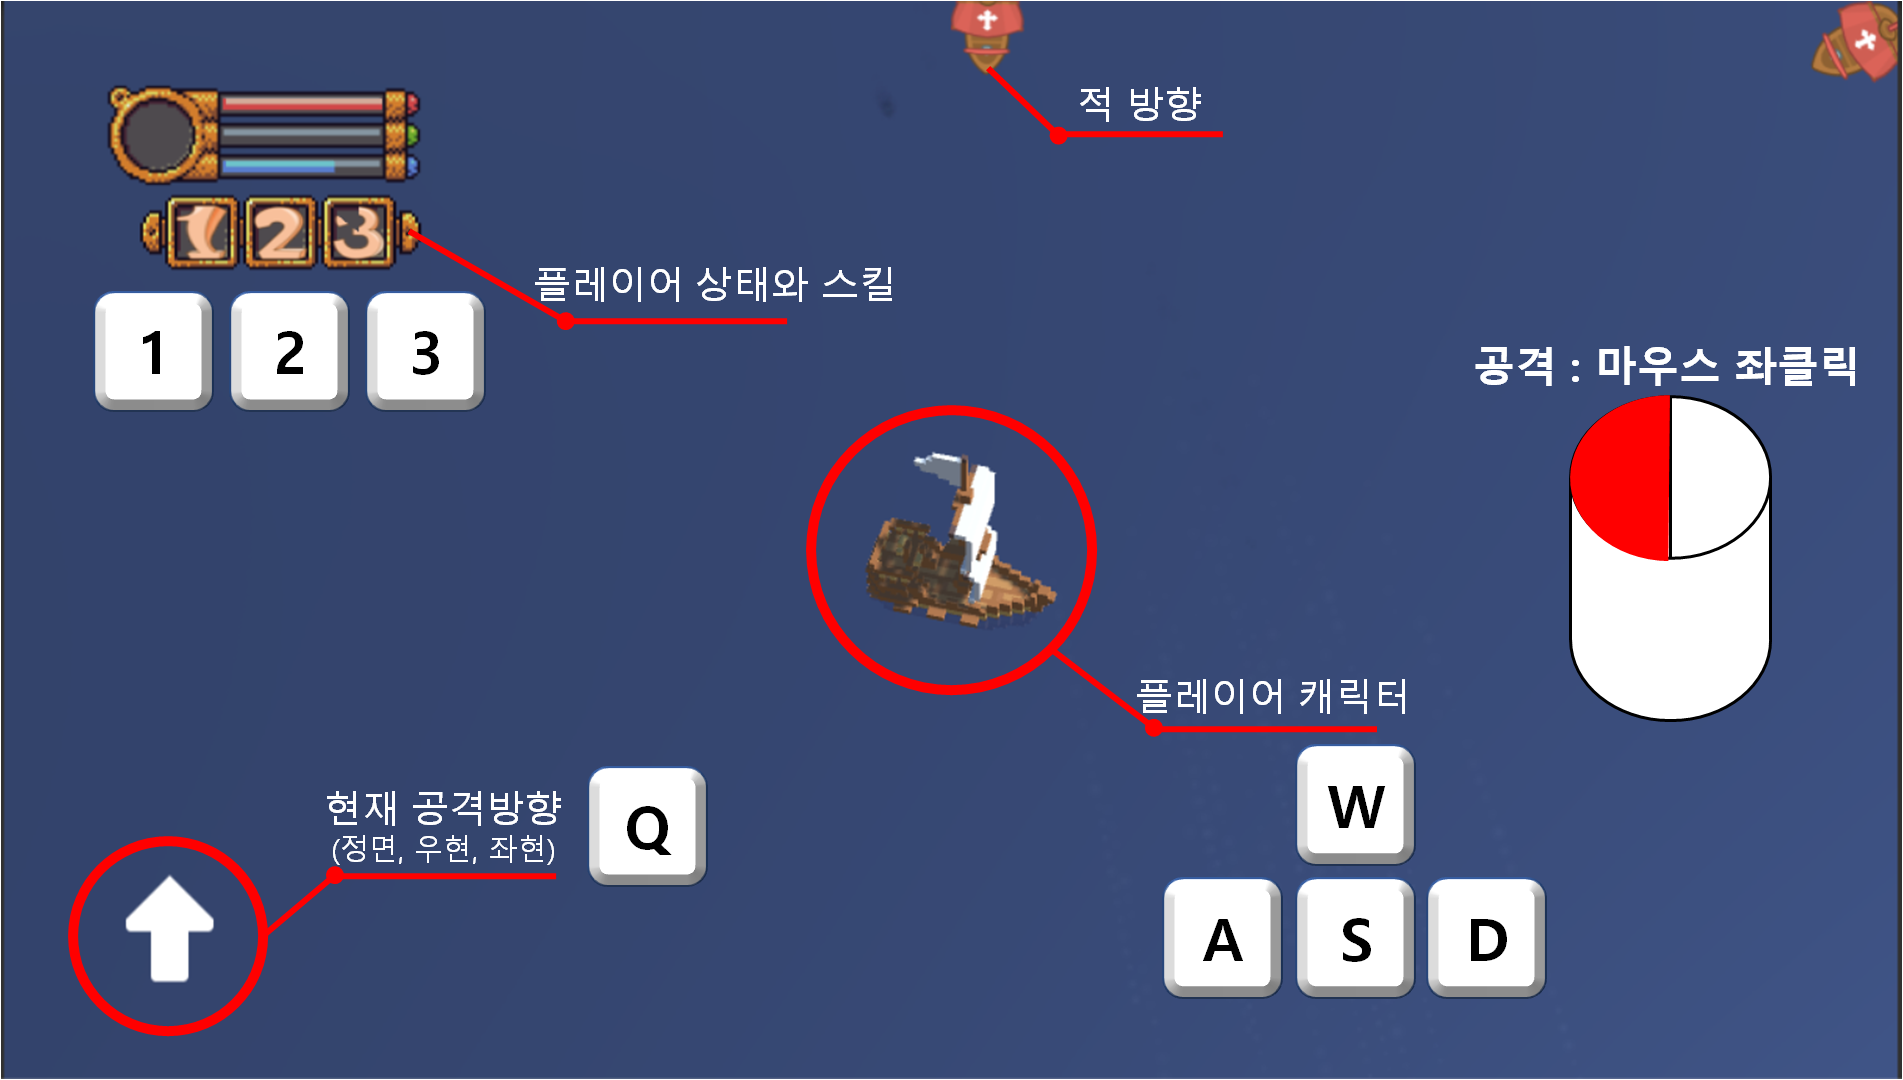 적 방향
1 2 3
플레이어 상태와 스킬
1 2 3
공격 : 마우스 좌클릭
플레이어 캐릭터
현재 공격방향
(정면, 우현, 좌현)
Q
W
A S D